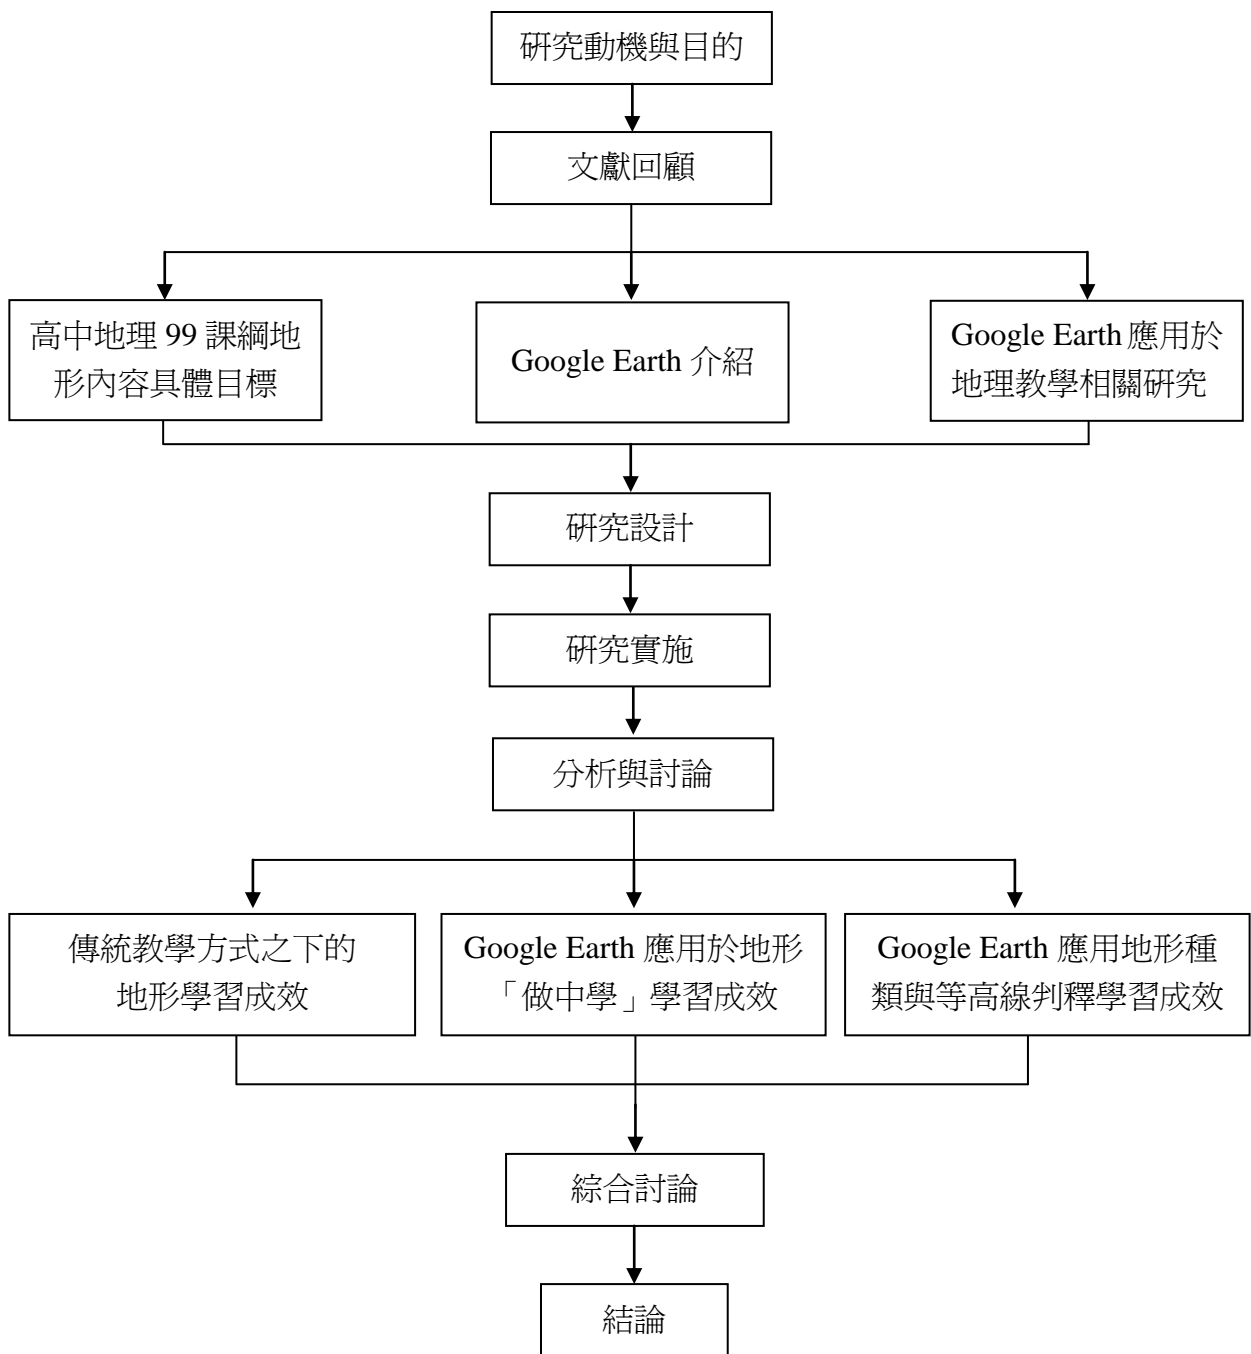 研究動機與目的
文獻回顧
高中地理 99 課綱地
形內容具體目標
Google Earth 介紹
Google Earth 應用於
地理教學相關研究
研究設計
研究實施
分析與討論
傳統教學方式之下的
地形學習成效
Google Earth 應用於地形
「做中學」學習成效
Google Earth 應用地形種
類與等高線判釋學習成效
綜合討論
結論